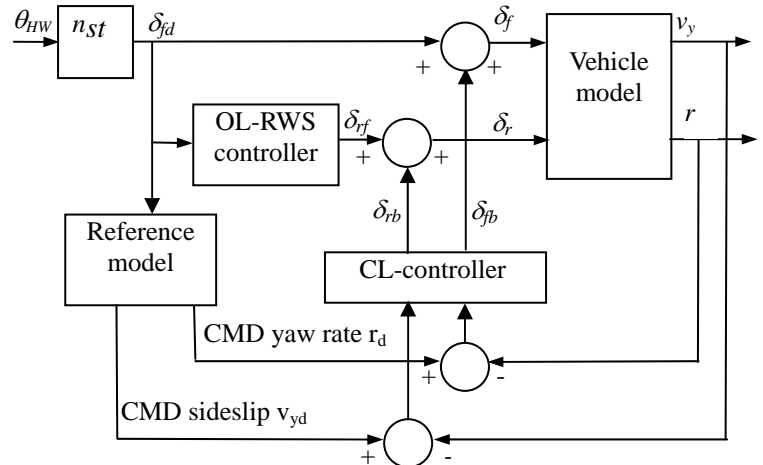 θHW
nst
δfd
+
+
δf
Vehicle
model
vy
r
OL-RWS
controller
δrf
+
+
δr
δrb
δfb
Reference
model
CL-controller
CMD yaw rate rd
+
-
CMD sideslip vyd
+
-